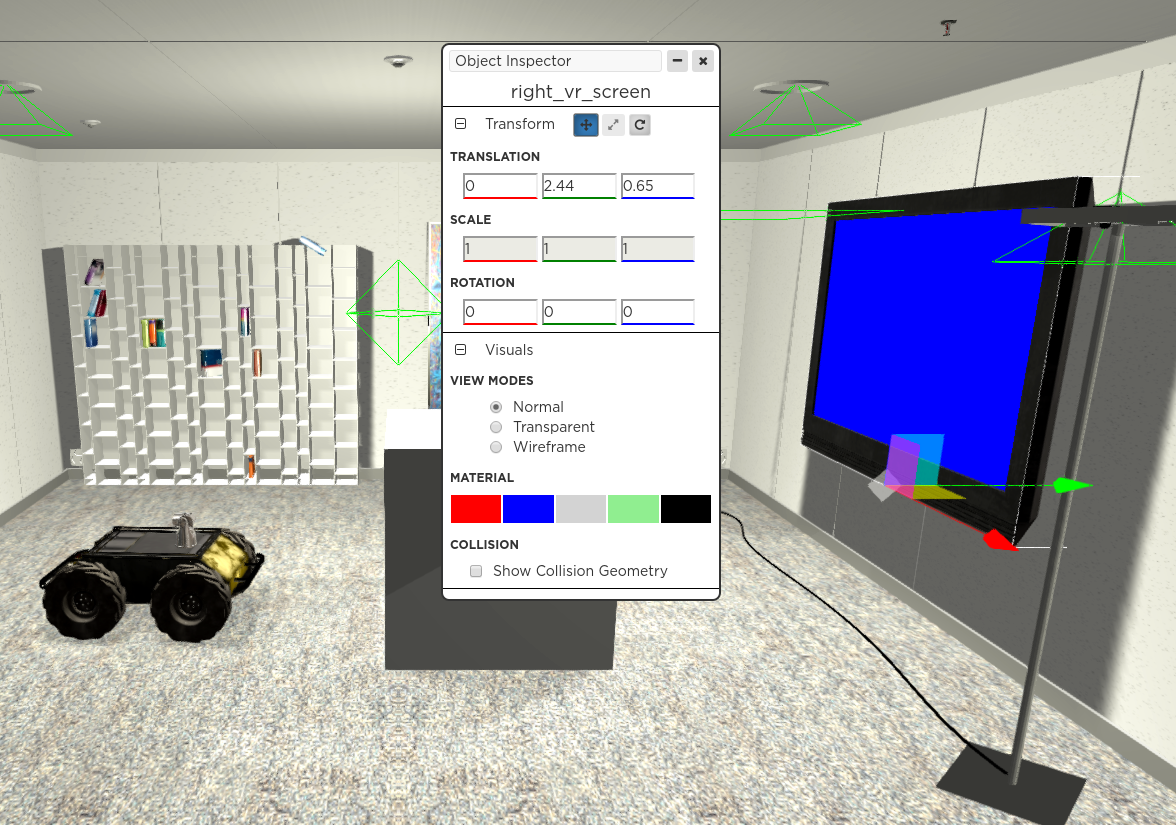 Object Inspector
right_vr_screen
Transform
TRANSLATION
0 2.44 0.65
SCALE
1 1 1
ROTATION
0 0 0
Visuals
VIEW MODES
Normal
Transparent
Wireframe
MATERIAL
COLLISION
Show Collision Geometry